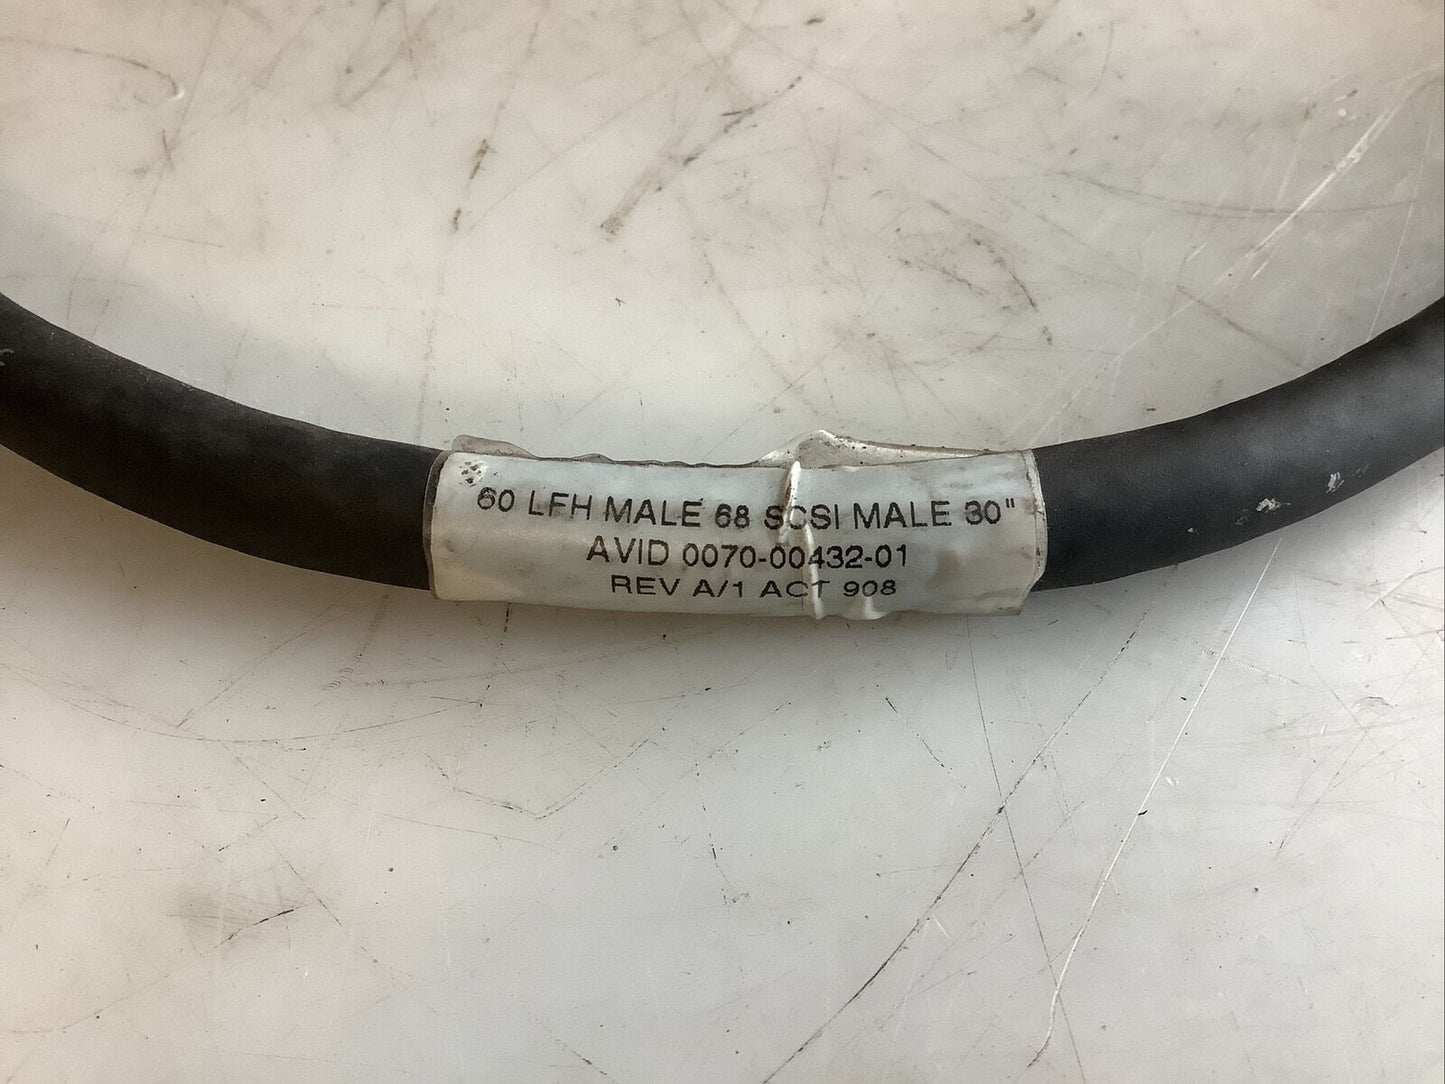 60 LFH MALE 68 SCSI MALE 30"
AVID 0070-00432-01
REV A/1 ACT 908